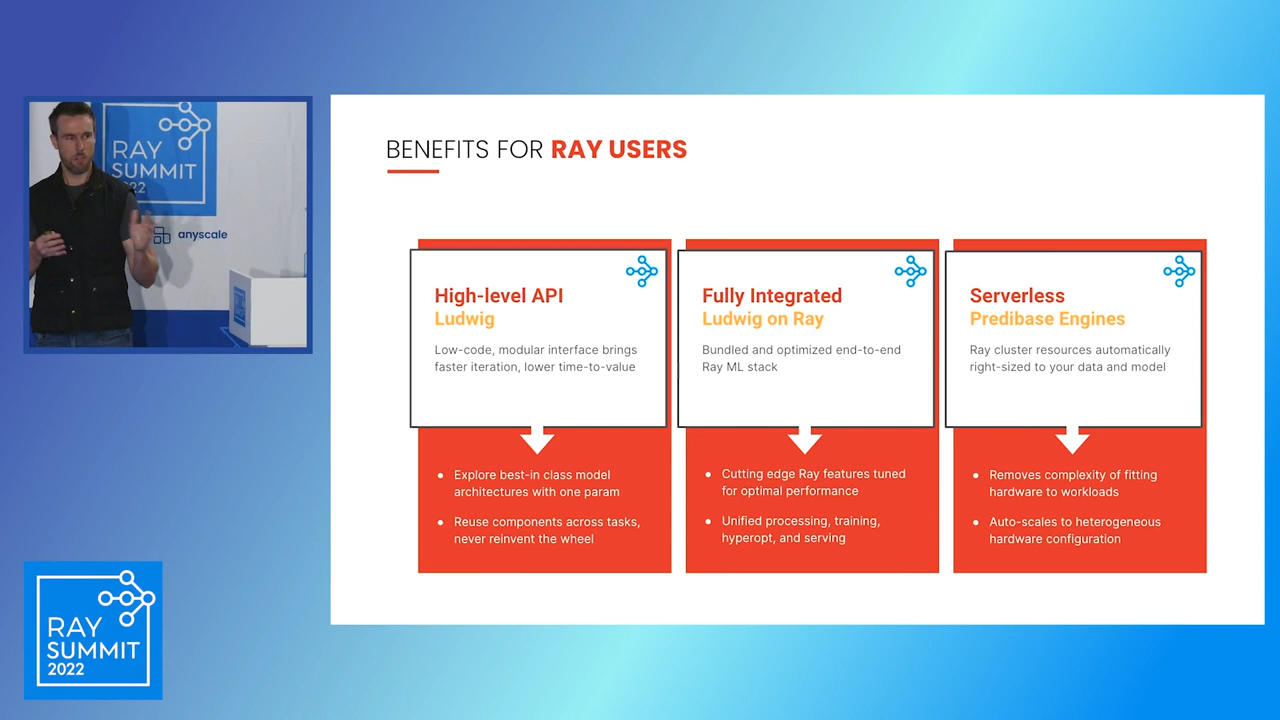 RAY
SUMMIT
2022
anyscale
BENEFITS FOR RAY USERS
High-level API
Ludwig
Low-code, modular interface brings
faster iteration, lower time-to-value
• Explore best-in class model
architectures with one param
• Reuse components across tasks,
never reinvent the wheel
Fully Integrated
Ludwig on Ray
Bundled and optimized end-to-end
Ray ML stack
• Cutting edge Ray features tuned
for optimal performance
• Unified processing, training,
hyperopt, and serving
Serverless
Predibase Engines
Ray cluster resources automatically
right-sized to your data and model
• Removes complexity of fitting
hardware to workloads
• Auto-scales to heterogeneous
hardware configuration
RAY
SUMMIT
2022